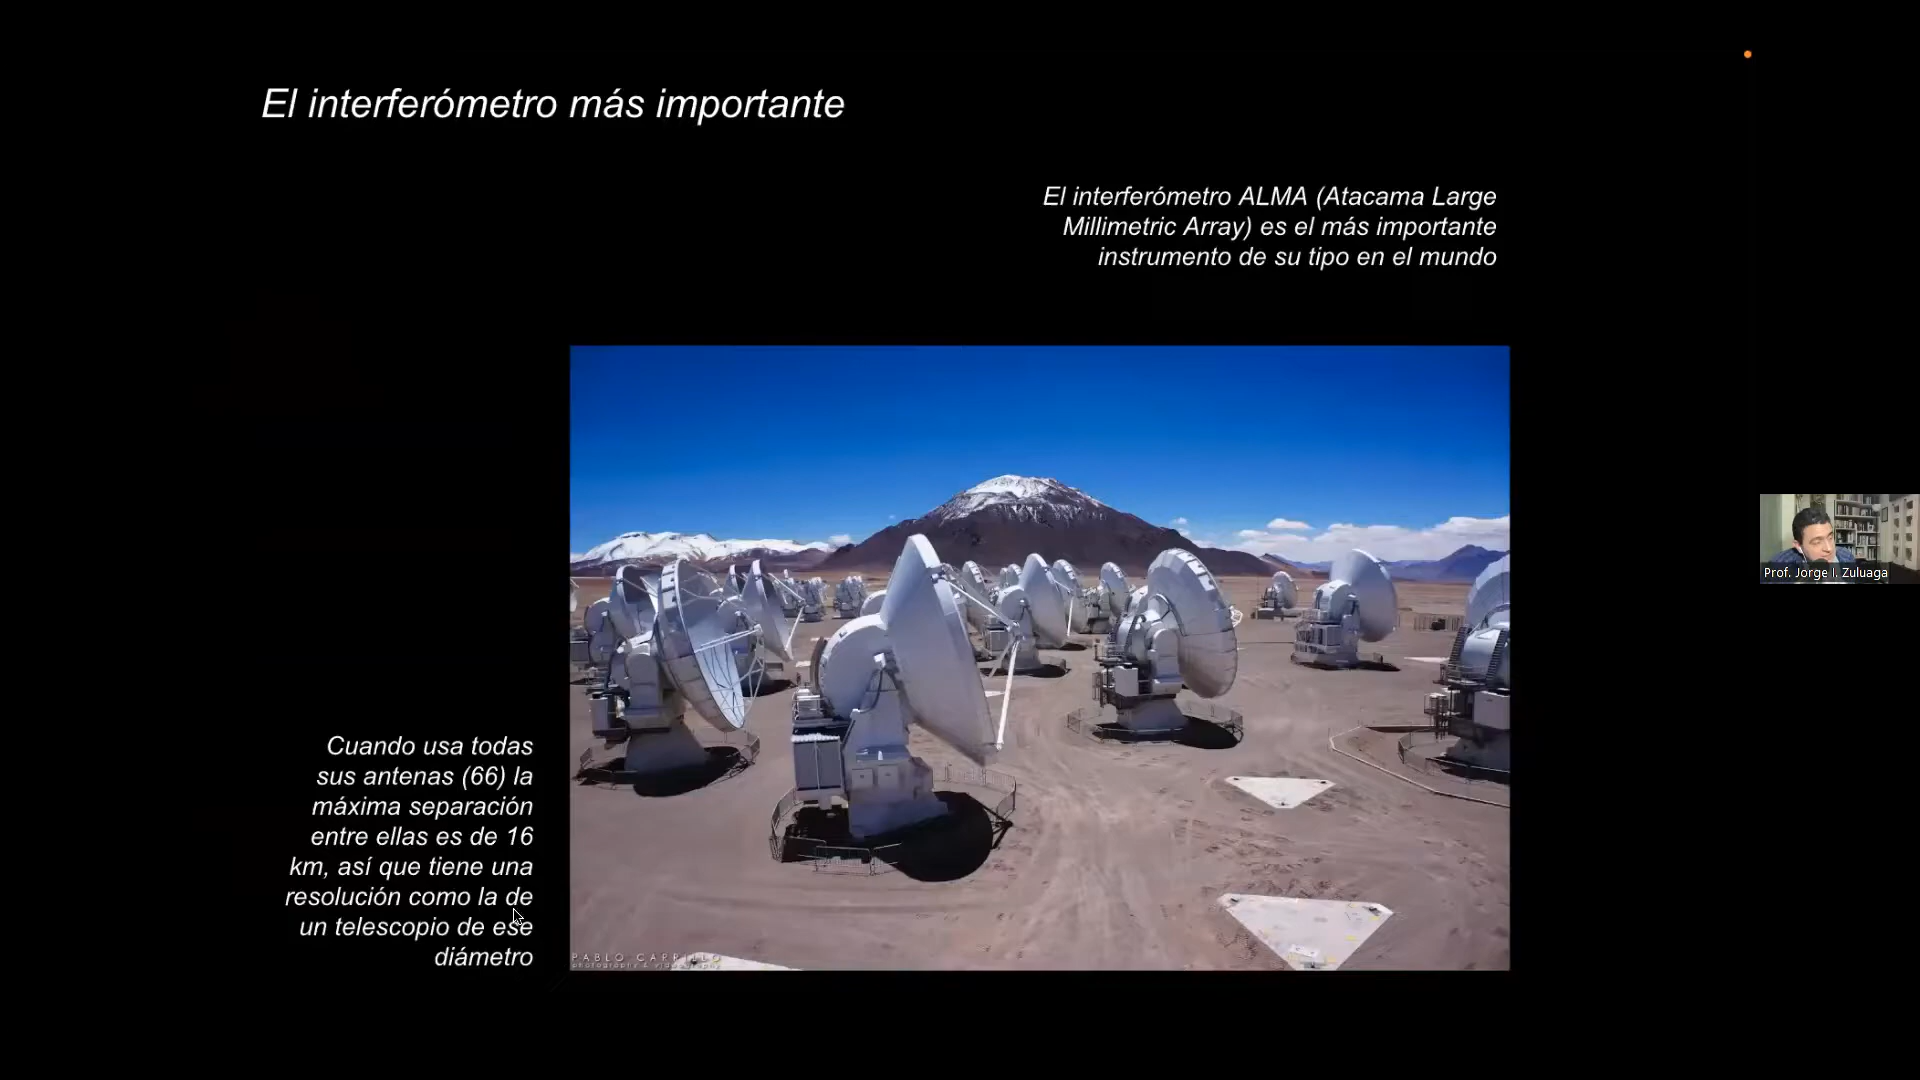 El interferómetro más importante
El interferómetro ALMA (Atacama Large
Millimetric Array) es el más importante
instrumento de su tipo en el mundo
Cuando usa todas
sus antenas (66) la
máxima separación
entre ellas es de 16
km, así que tiene una
resolución como la de
un telescopio de ese
diámetro
PABLO CARRILLO
photography & videography
Prof. Jorge I. Zuluaga